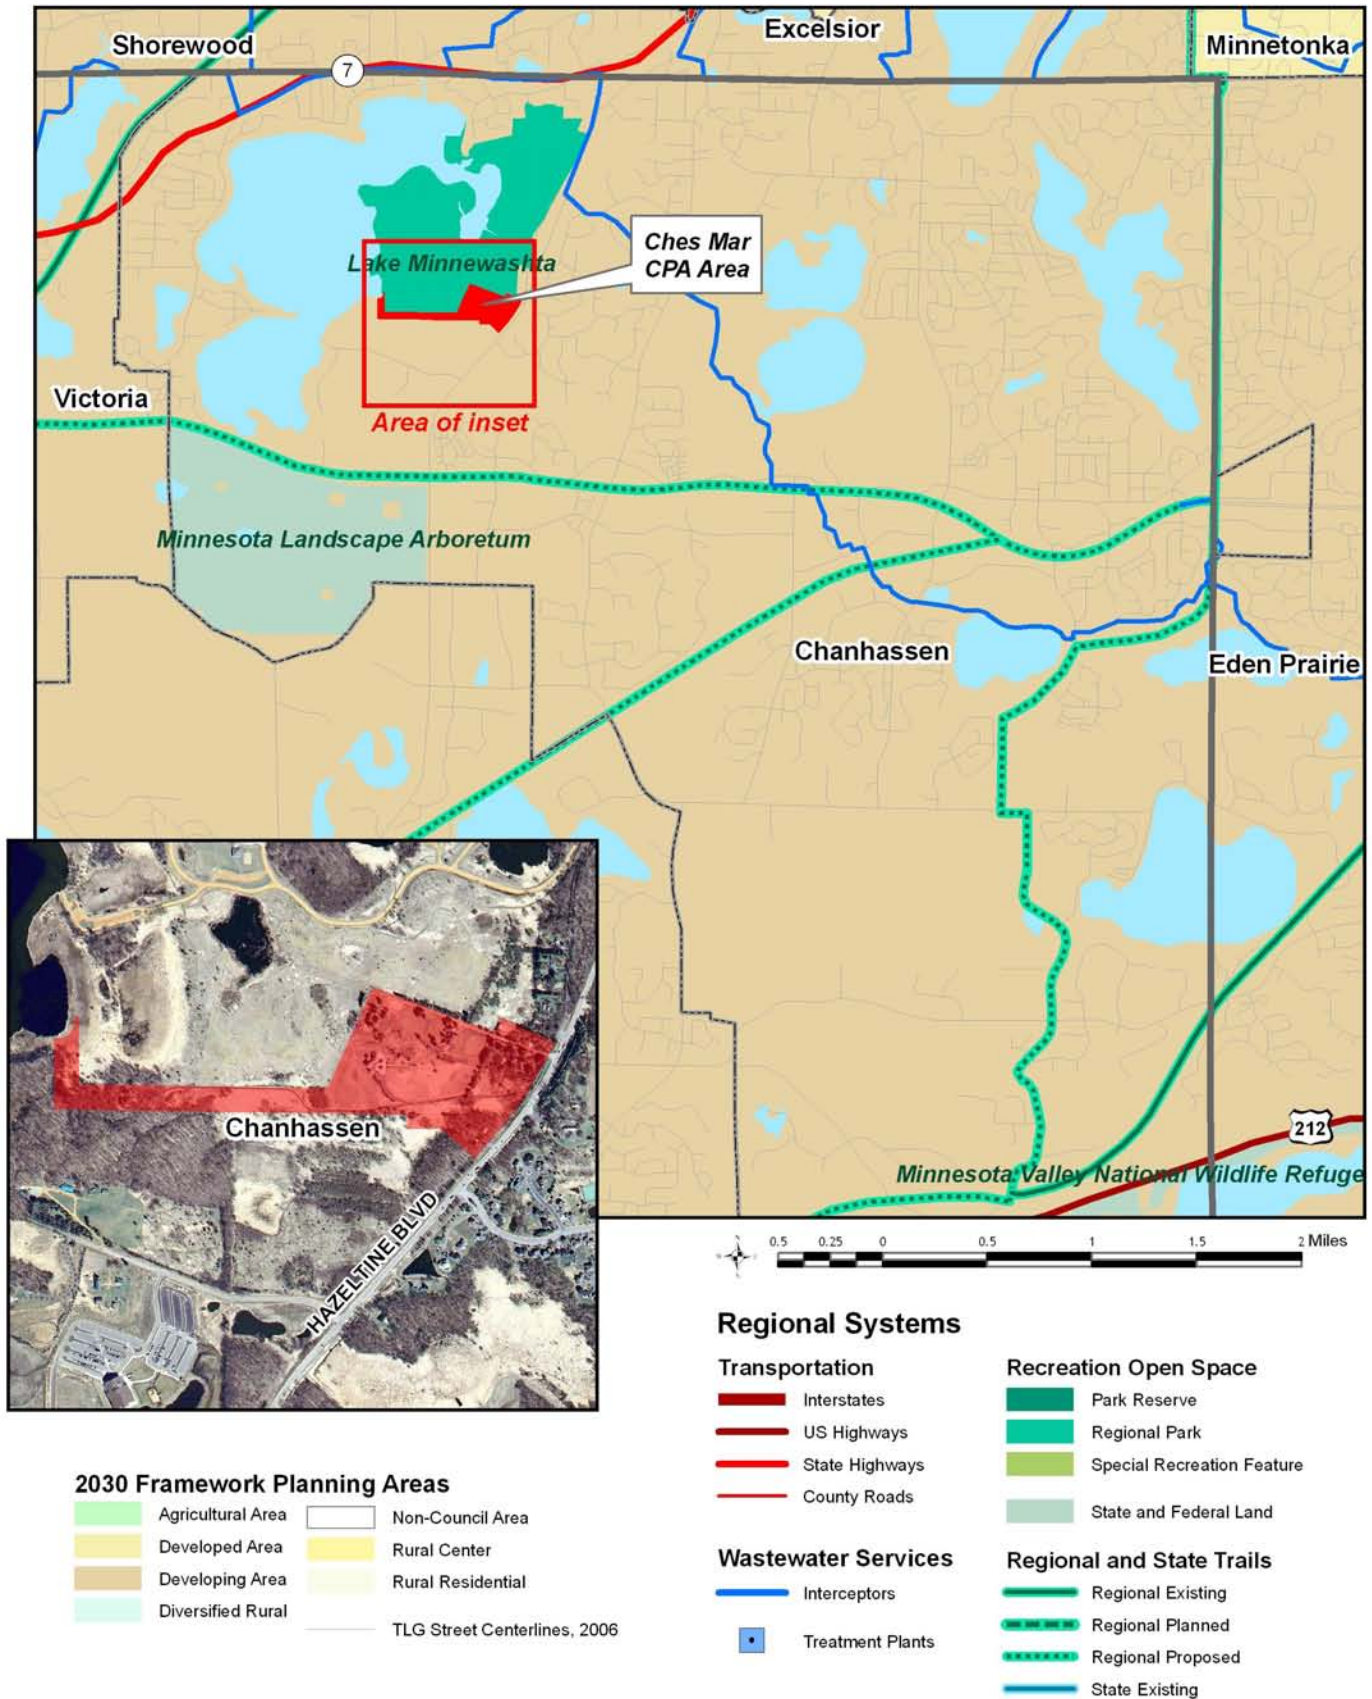 Shorewood
Excelsior
Minnetonka
7
Ches Mar
CPA Area
Lake Minnewashta
Victoria
Area of inset
Minnesota Landscape Arboretum
Chanhassen
Eden Prairie
212
Minnesota Valley National Wildlife Refuge
Chanhassen
HAZELTINE BLVD
0.5 0.25 0 0.5 1 1.5 2 Miles
Regional Systems
Transportation
Interstates
US Highways
State Highways
County Roads
Wastewater Services
Interceptors
Treatment Plants
Recreation Open Space
Park Reserve
Regional Park
Special Recreation Feature
State and Federal Land
Regional and State Trails
Regional Existing
Regional Planned
Regional Proposed
State Existing
2030 Framework Planning Areas
Agricultural Area
Developed Area
Developing Area
Diversified Rural
Non-Council Area
Rural Center
Rural Residential
TLG Street Centerlines, 2006